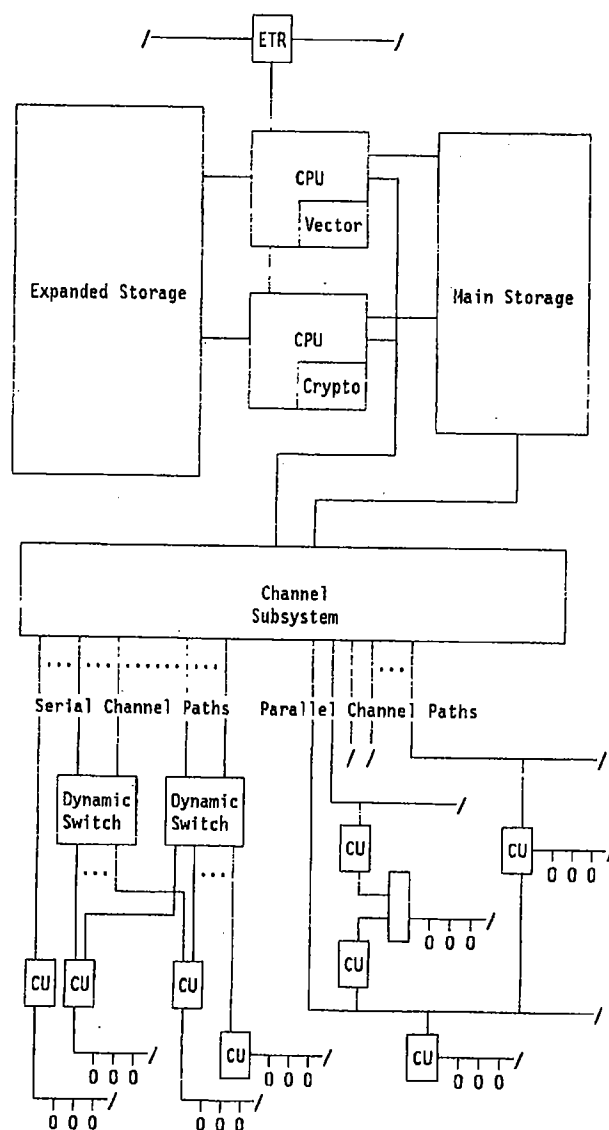 ETR
CPU
Vector
Expanded Storage
Main Storage
CPU
Crypto
Channel
Subsystem
Serial Channel Paths
Parallel Channel Paths
Dynamic
Switch
Dynamic
Switch
CU
CU
CU
CU
CU
CU
CU
CU
O O O
O O O
O O O
O O O
O O O
O O O
O O O